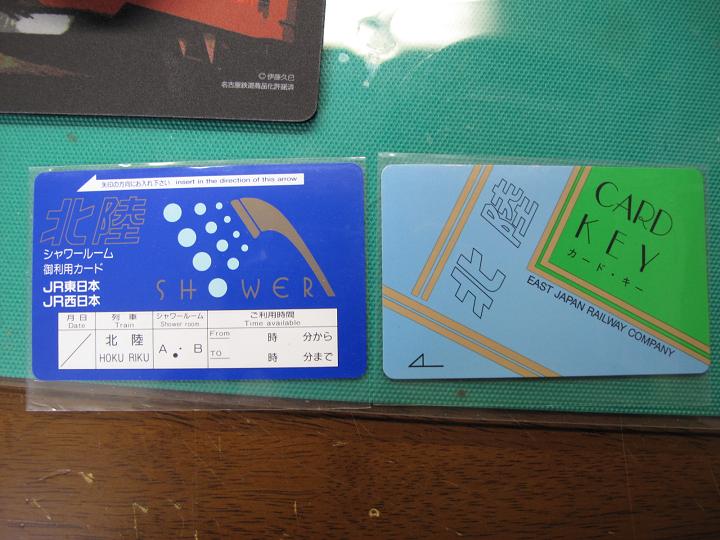 © 伊藤久巳
名古屋鉄道商品化許諾済
矢印の方向にお入れ下さい insert in the direction of this arrow
北陸
シャワールーム
御利用カード
JR東日本
JR西日本
SHOWER
月日 列車 シャワールーム ご利用時間
Date Train Shower room Time available
／ 北陸 A・B From 時 分から
HOKU RIKU TO 時 分まで
北陸
CARD
KEY
カード・キー
EAST JAPAN RAILWAY COMPANY